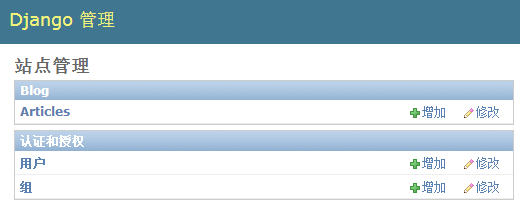 Django 管理
站点管理
Blog
Articles 增加 修改
认证和授权
用户 增加 修改
组 增加 修改